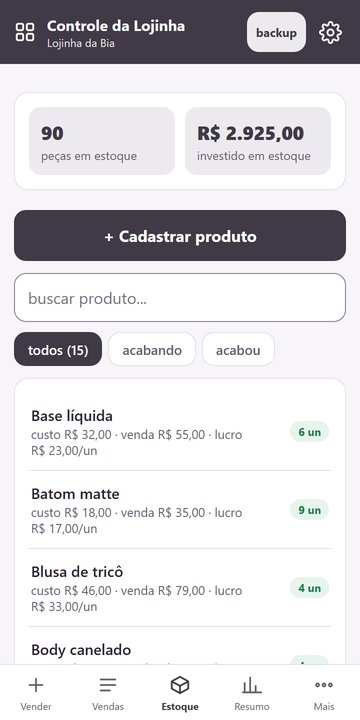 Controle da Lojinha
Lojinha da Bia
backup
90
peças em estoque
R$ 2.925,00
investido em estoque
+ Cadastrar produto
buscar produto...
todos (15)
acabando
acabou
Base líquida
custo R$ 32,00 · venda R$ 55,00 · lucro
R$ 23,00/un
6 un
Batom matte
custo R$ 18,00 · venda R$ 35,00 · lucro
R$ 17,00/un
9 un
Blusa de tricô
custo R$ 46,00 · venda R$ 79,00 · lucro
R$ 33,00/un
4 un
Body canelado
Vender
Vendas
Estoque
Resumo
Mais